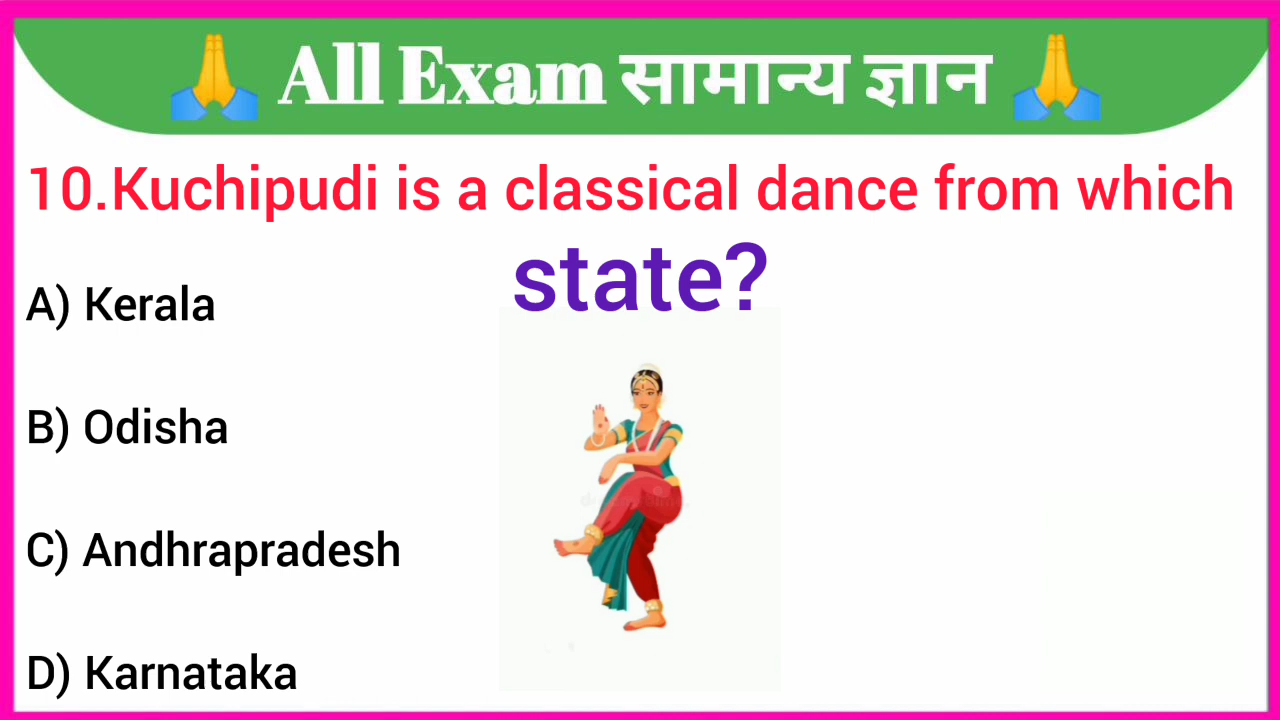 All Exam सामान्य ज्ञान
10.Kuchipudi is a classical dance from which
state?
A) Kerala
B) Odisha
C) Andhrapradesh
D) Karnataka